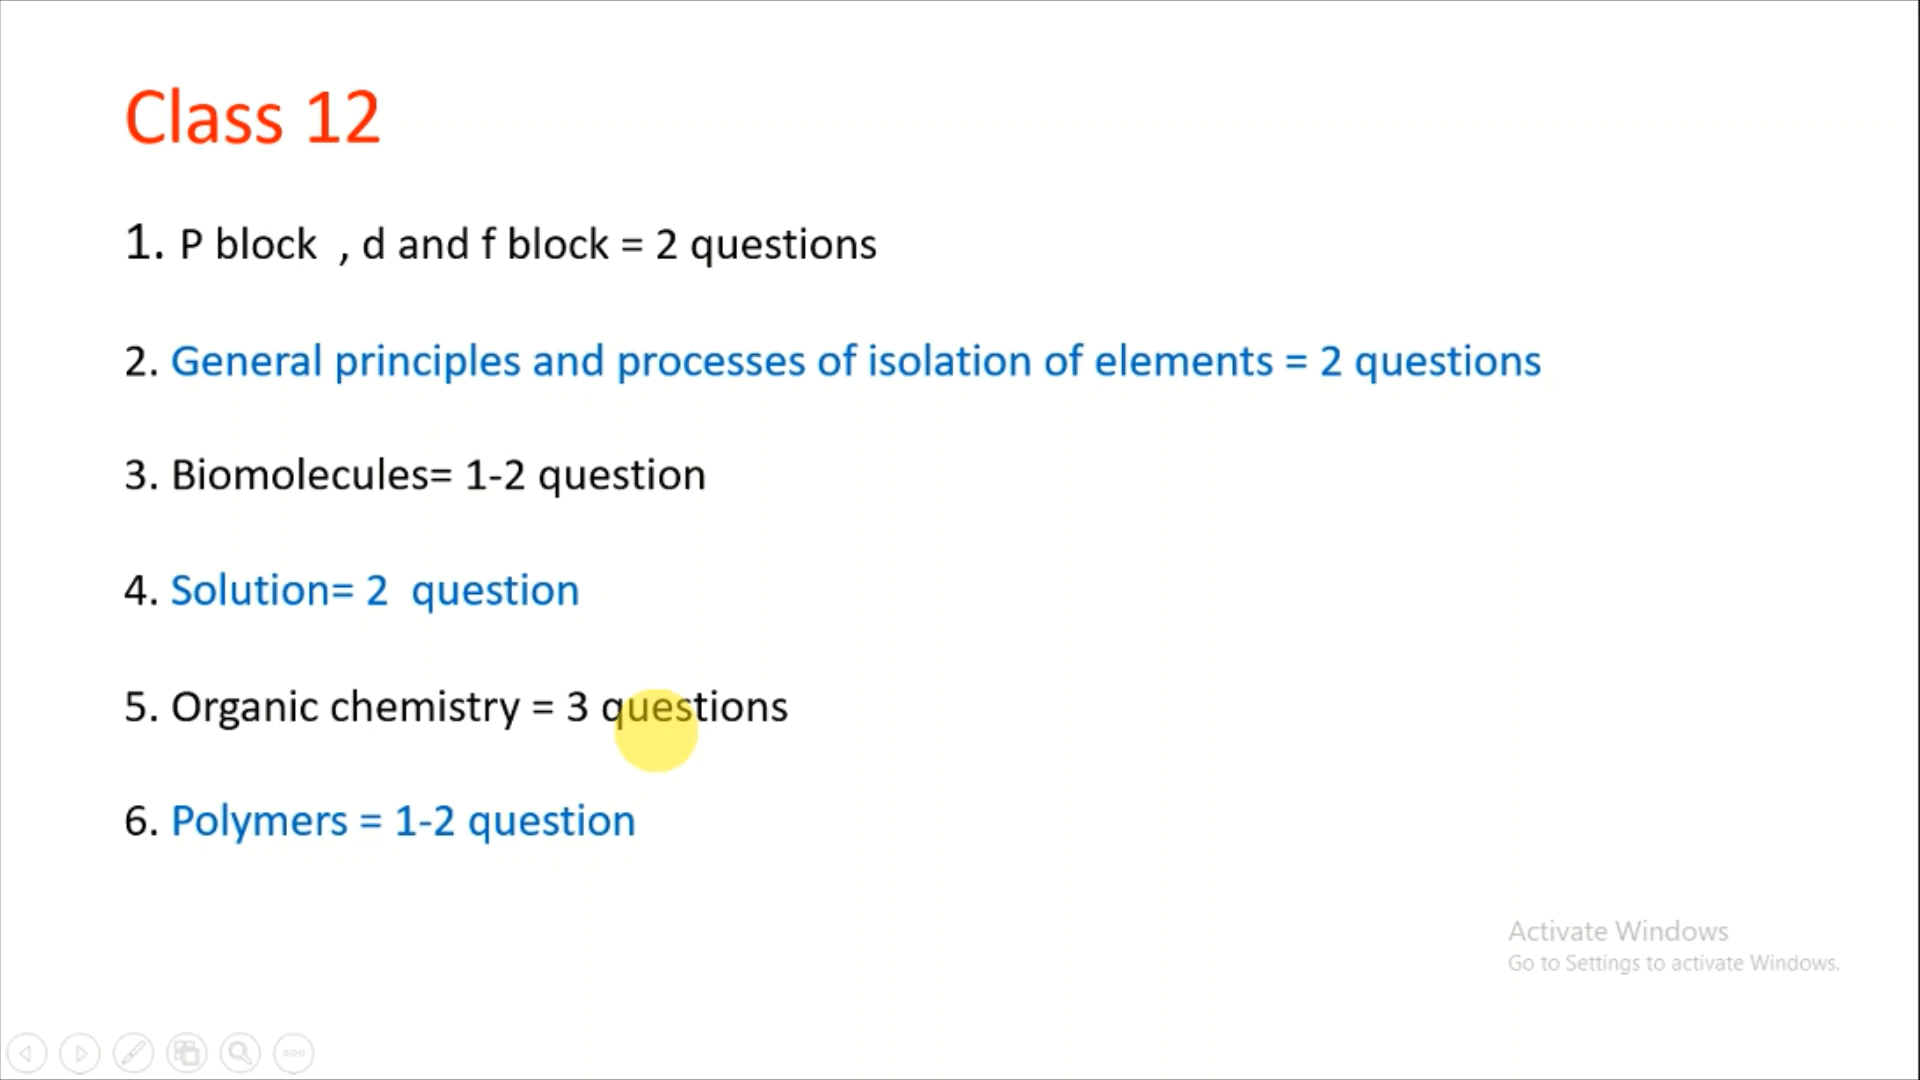 Class 12
1. P block , d and f block = 2 questions
2. General principles and processes of isolation of elements = 2 questions
3. Biomolecules= 1-2 question
4. Solution= 2 question
5. Organic chemistry = 3 questions
6. Polymers = 1-2 question
Activate Windows
Go to Settings to activate Windows.